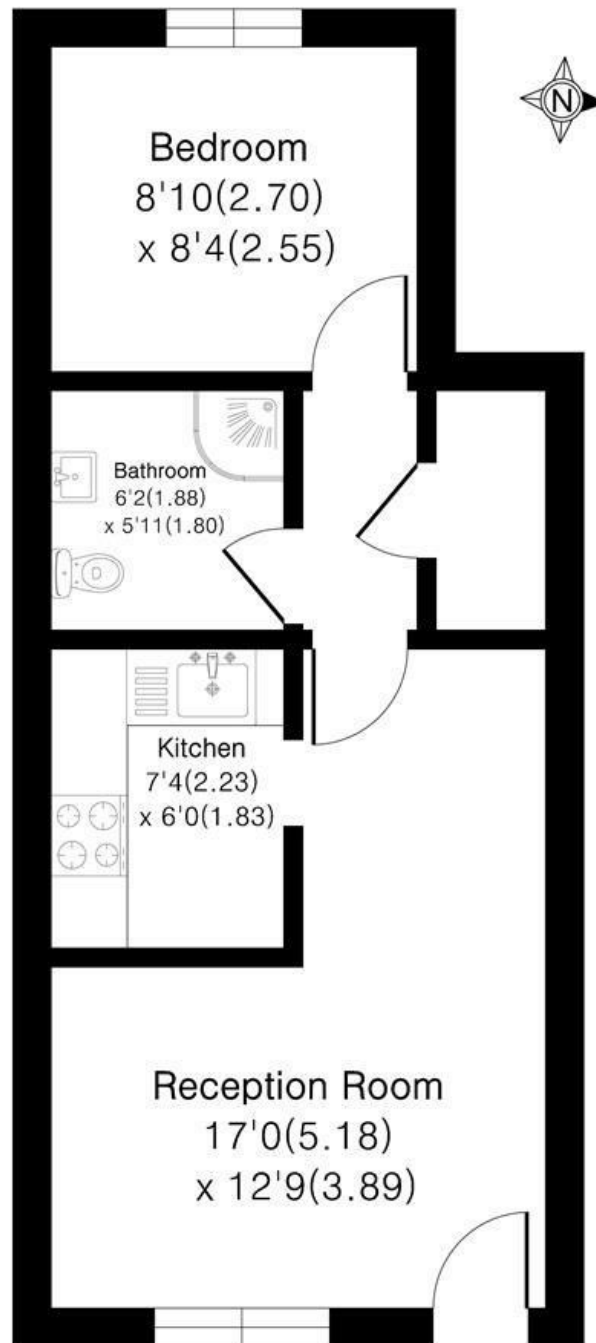 N
Bedroom
8'10(2.70)
x 8'4(2.55)
Bathroom
6'2(1.88)
x 5'11(1.80)
Kitchen
7'4(2.23)
x 6'0(1.83)
Reception Room
17'0(5.18)
x 12'9(3.89)